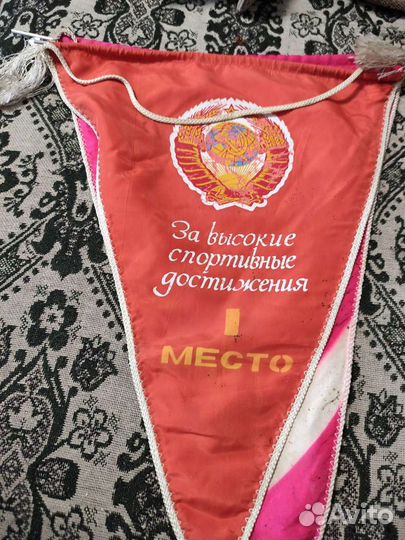 За высокие
спортивные
достижения
I
МЕСТО
Avito